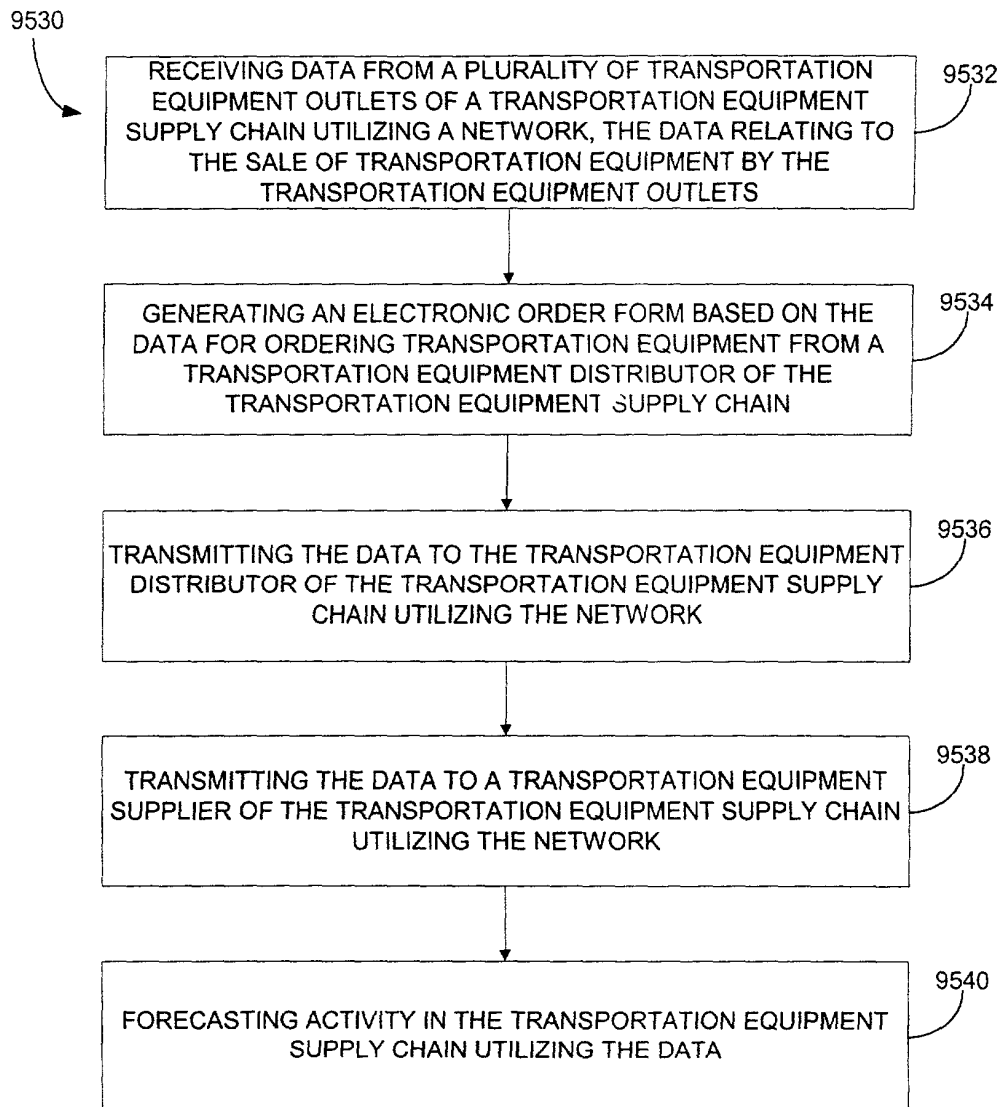 9530
RECEIVING DATA FROM A PLURALITY OF TRANSPORTATION
EQUIPMENT OUTLETS OF A TRANSPORTATION EQUIPMENT
SUPPLY CHAIN UTILIZING A NETWORK, THE DATA RELATING TO
THE SALE OF TRANSPORTATION EQUIPMENT BY THE
TRANSPORTATION EQUIPMENT OUTLETS
9532
GENERATING AN ELECTRONIC ORDER FORM BASED ON THE
DATA FOR ORDERING TRANSPORTATION EQUIPMENT FROM A
TRANSPORTATION EQUIPMENT DISTRIBUTOR OF THE
TRANSPORTATION EQUIPMENT SUPPLY CHAIN
9534
TRANSMITTING THE DATA TO THE TRANSPORTATION EQUIPMENT
DISTRIBUTOR OF THE TRANSPORTATION EQUIPMENT SUPPLY
CHAIN UTILIZING THE NETWORK
9536
TRANSMITTING THE DATA TO A TRANSPORTATION EQUIPMENT
SUPPLIER OF THE TRANSPORTATION EQUIPMENT SUPPLY CHAIN
UTILIZING THE NETWORK
9538
FORECASTING ACTIVITY IN THE TRANSPORTATION EQUIPMENT
SUPPLY CHAIN UTILIZING THE DATA
9540